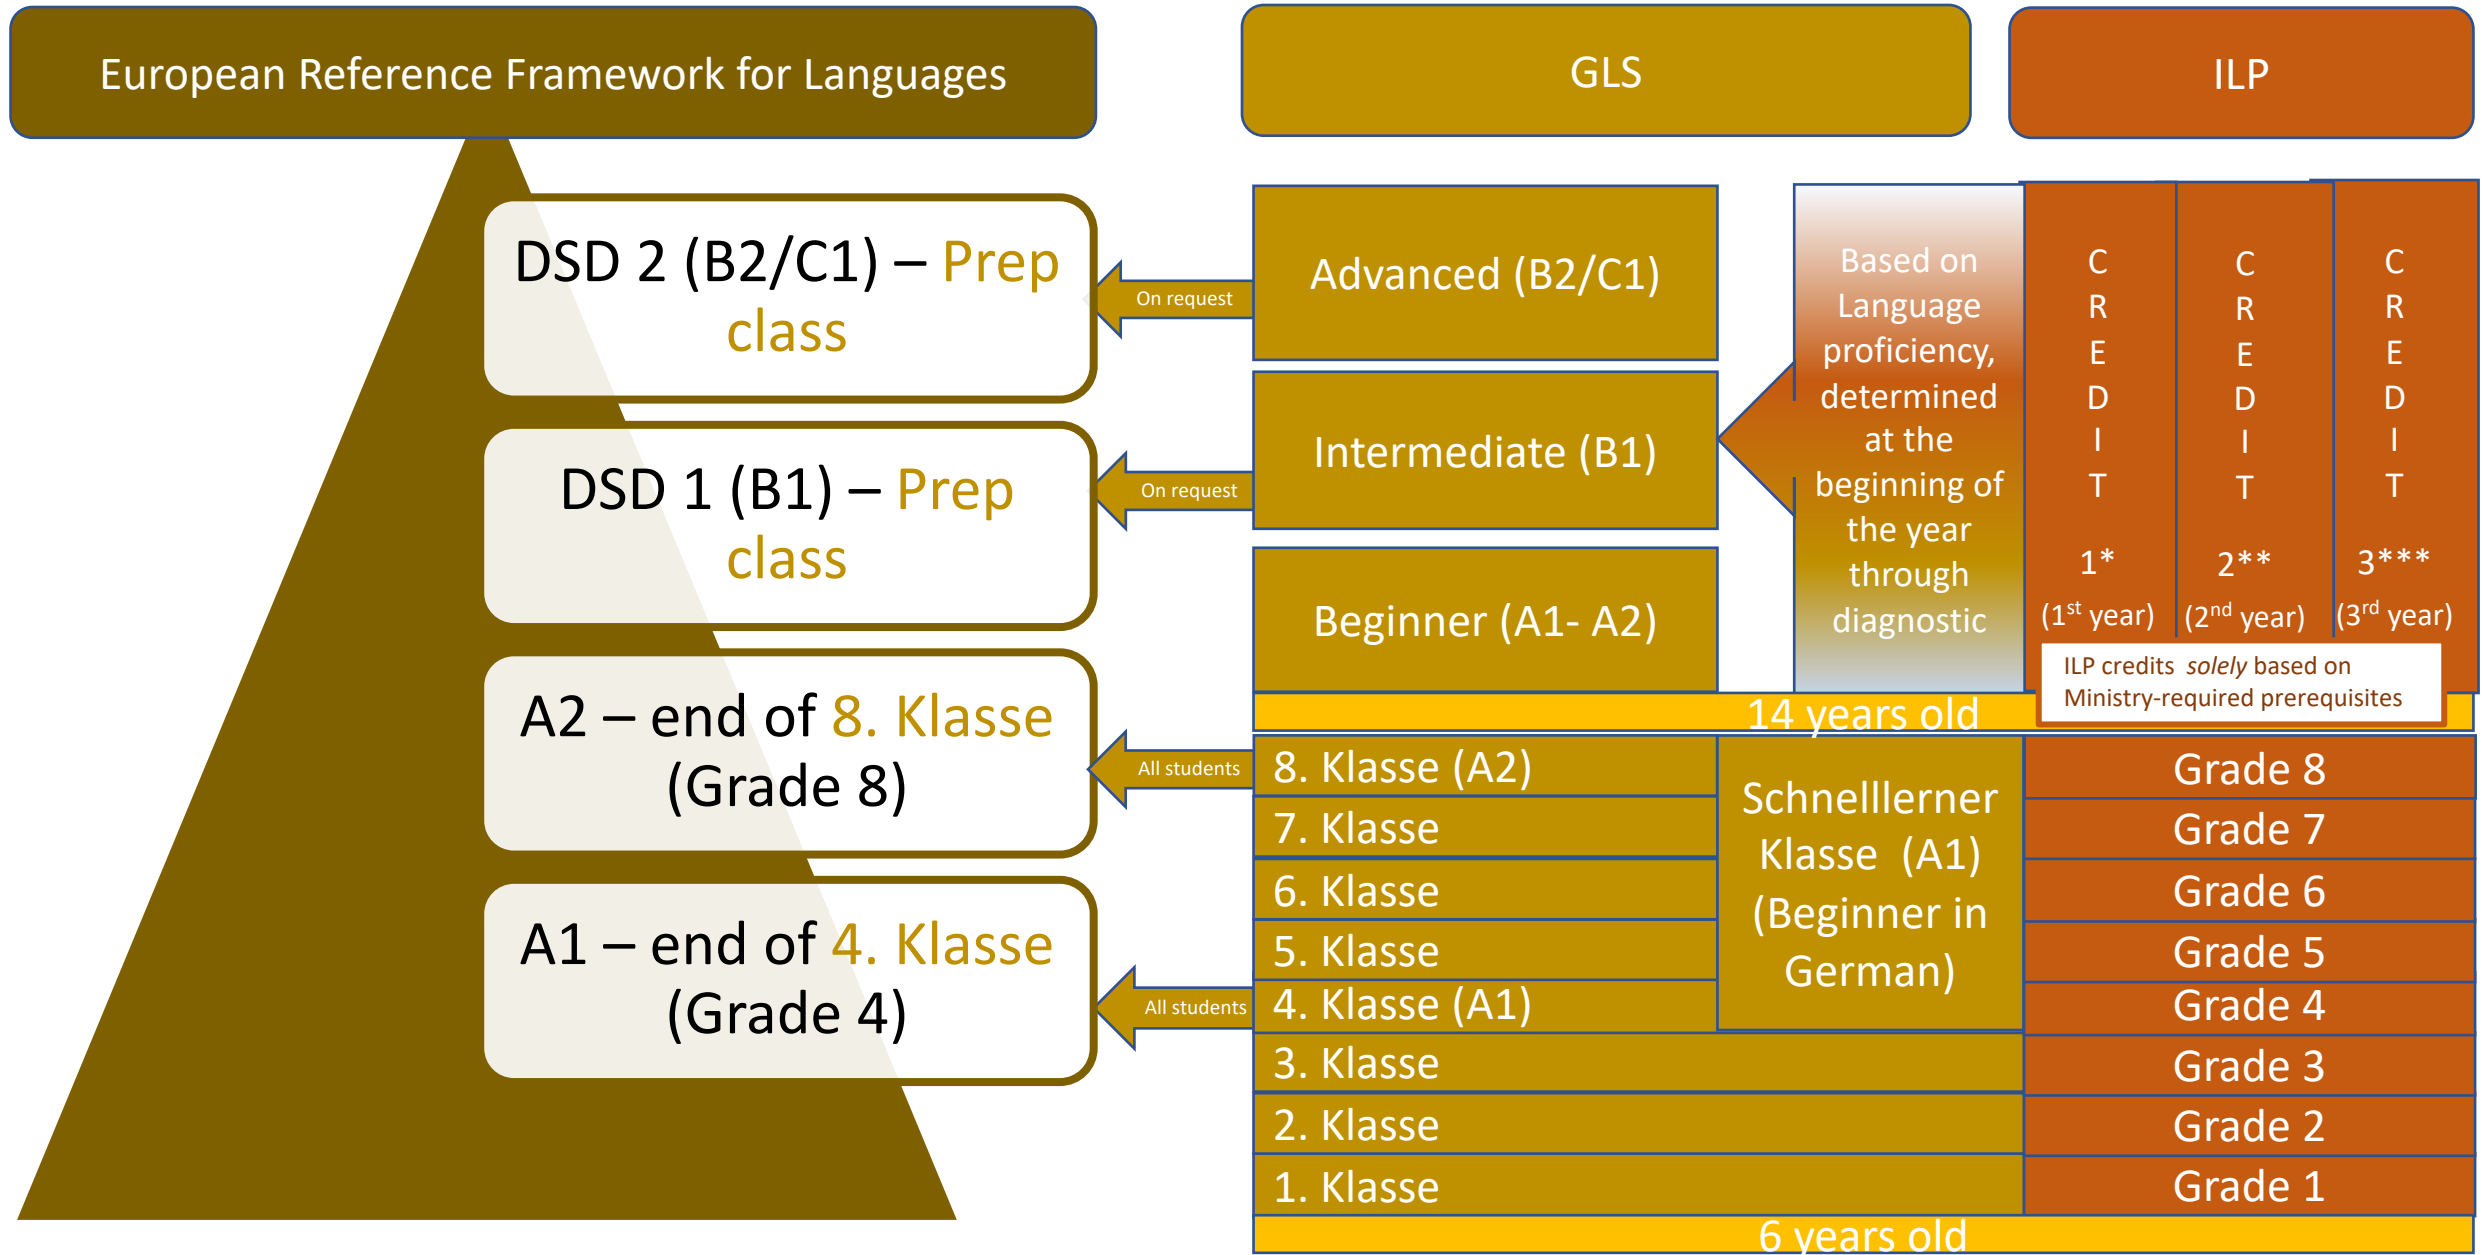 European Reference Framework for Languages
GLS
ILP
DSD 2 (B2/C1) – Prep
class
On request
Advanced (B2/C1)
DSD 1 (B1) – Prep
class
On request
Intermediate (B1)
Beginner (A1- A2)
Based on
Language
proficiency,
determined
at the
beginning of
the year
through
diagnostic
C
R
E
D
I
T
1*
(1st year)
C
R
E
D
I
T
2**
(2nd year)
C
R
E
D
I
T
3***
(3rd year)
ILP credits solely based on
Ministry-required prerequisites
14 years old
A2 – end of 8. Klasse
(Grade 8)
All students
8. Klasse (A2)
7. Klasse
6. Klasse
5. Klasse
A1 – end of 4. Klasse
(Grade 4)
All students
4. Klasse (A1)
3. Klasse
2. Klasse
1. Klasse
Schnelllerner
Klasse (A1)
(Beginner in
German)
Grade 8
Grade 7
Grade 6
Grade 5
Grade 4
Grade 3
Grade 2
Grade 1
6 years old